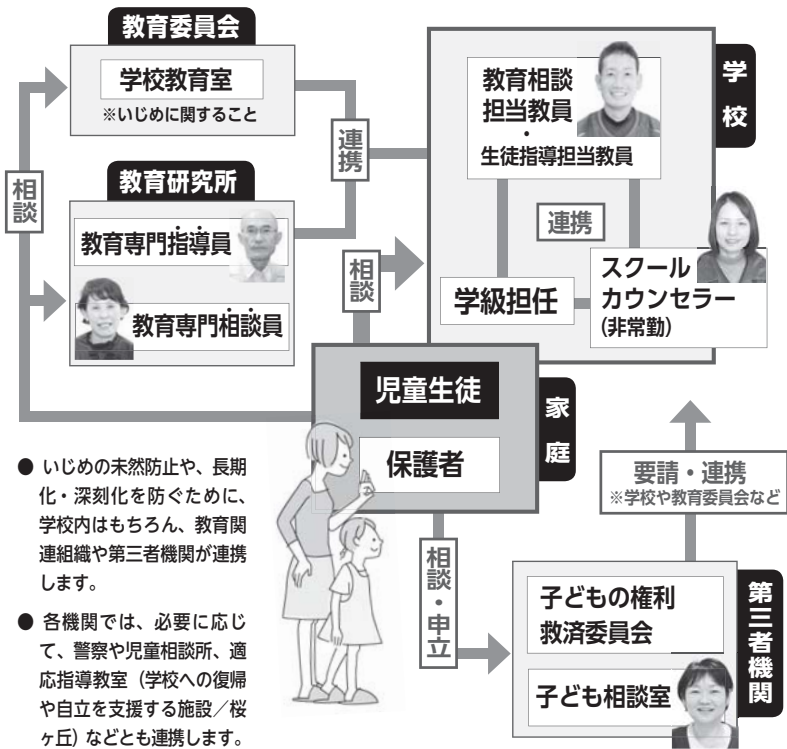 教育委員会
学校教育室
※いじめに関すること
教育研究所
教育専門指導員
教育専門相談員
相談
連携
学校
教育相談
担当教員
・
生徒指導担当教員
連携
学級担任
スクール
カウンセラー
(非常勤)
相談
児童生徒
保護者
家庭
● いじめの未然防止や、長期
化・深刻化を防ぐために、
学校内はもちろん、教育関
連組織や第三者機関が連携
します。
● 各機関では、必要に応じ
て、警察や児童相談所、適
応指導教室（学校への復帰
や自立を支援する施設／桜
ヶ丘）などとも連携します。
相談・申立
要請・連携
※学校や教育委員会など
子どもの権利
救済委員会
子ども相談室
第三者機関